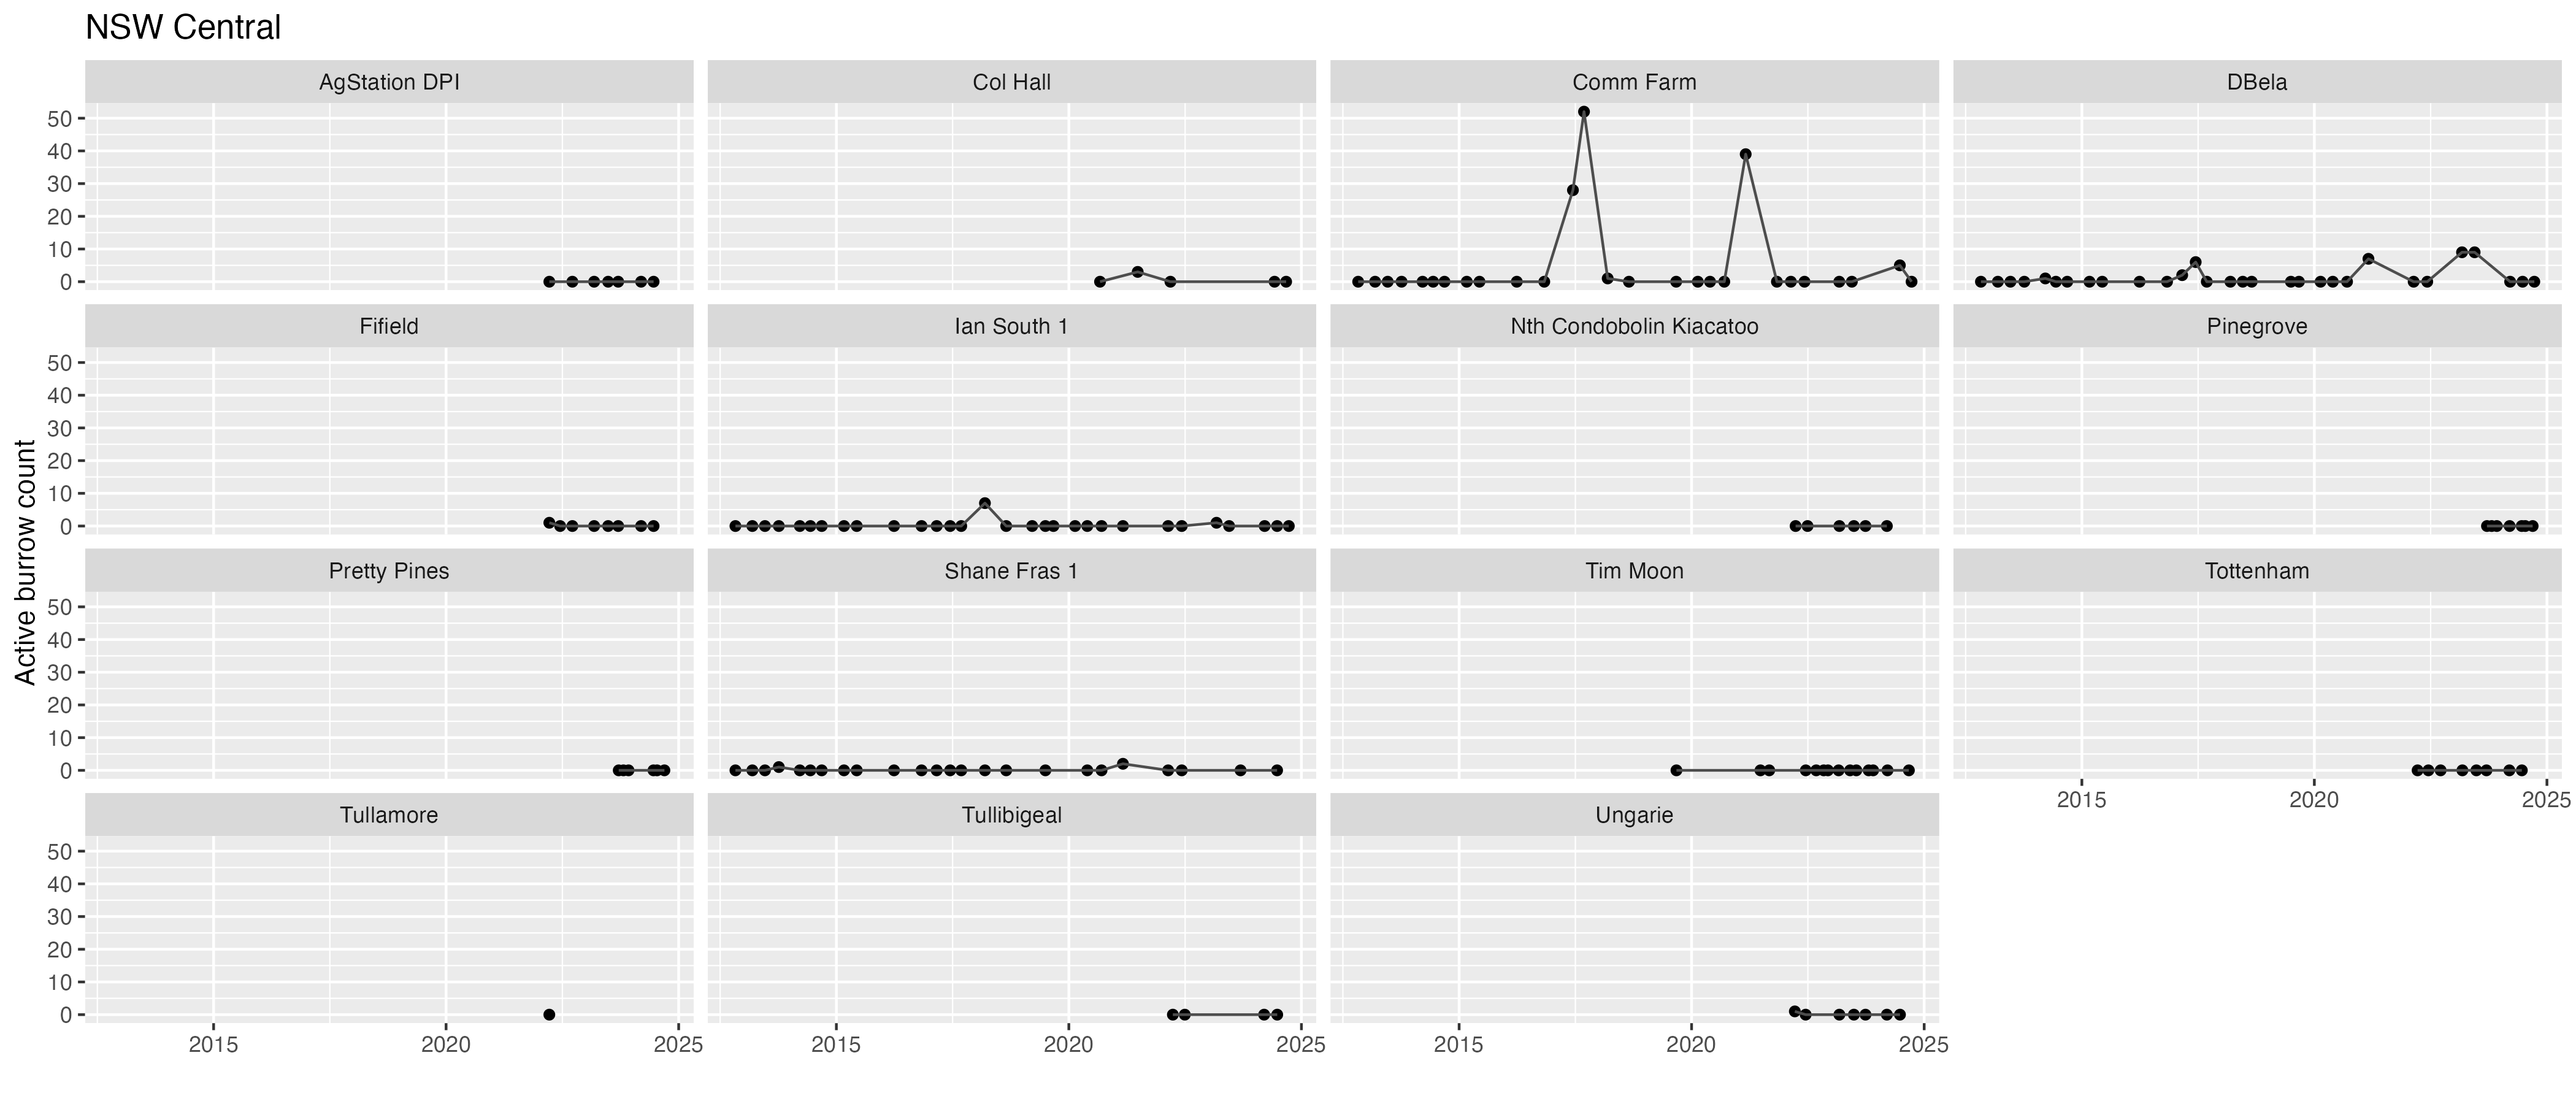 NSW Central
AgStation DPI
Col Hall
Comm Farm
DBela
50
40
30
20
10
0
Fifield
Ian South 1
Nth Condobolin Kiacatoo
Pinegrove
50
40
30
20
10
0
Active burrow count
Pretty Pines
Shane Fras 1
Tim Moon
Tottenham
50
40
30
20
10
0
2015 2020 2025
Tullamore
Tullibigeal
Ungarie
50
40
30
20
10
0
2015 2020 2025 2015 2020 2025 2015 2020 2025